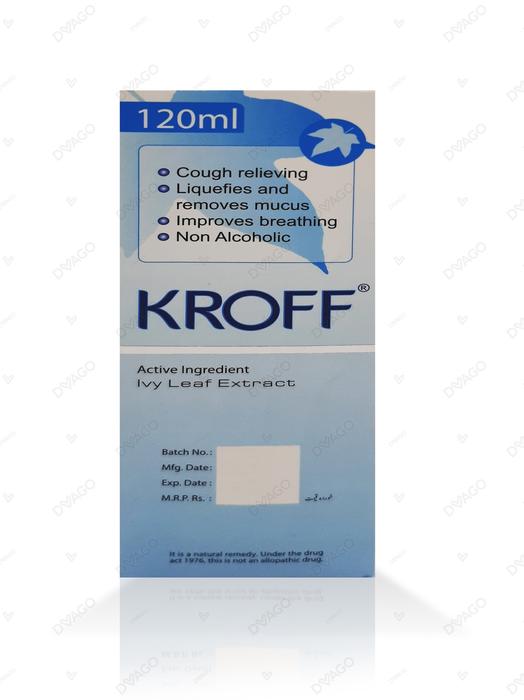 120ml
Cough relieving
Liquefies and
removes mucus
Improves breathing
Non Alcoholic
KROFF®
Active Ingredient
Ivy Leaf Extract
Batch No.:
Mfg. Date:
Exp. Date :
M.R.P. Rs. :
It is a natural remedy. Under the drug
act 1976, this is not an allopathic drug.
DVAGO